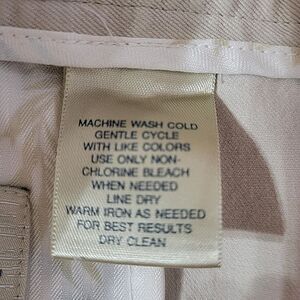 MACHINE WASH COLD
GENTLE CYCLE
WITH LIKE COLORS
USE ONLY NON-
CHLORINE BLEACH
WHEN NEEDED
LINE DRY
WARM IRON AS NEEDED
FOR BEST RESULTS
DRY CLEAN